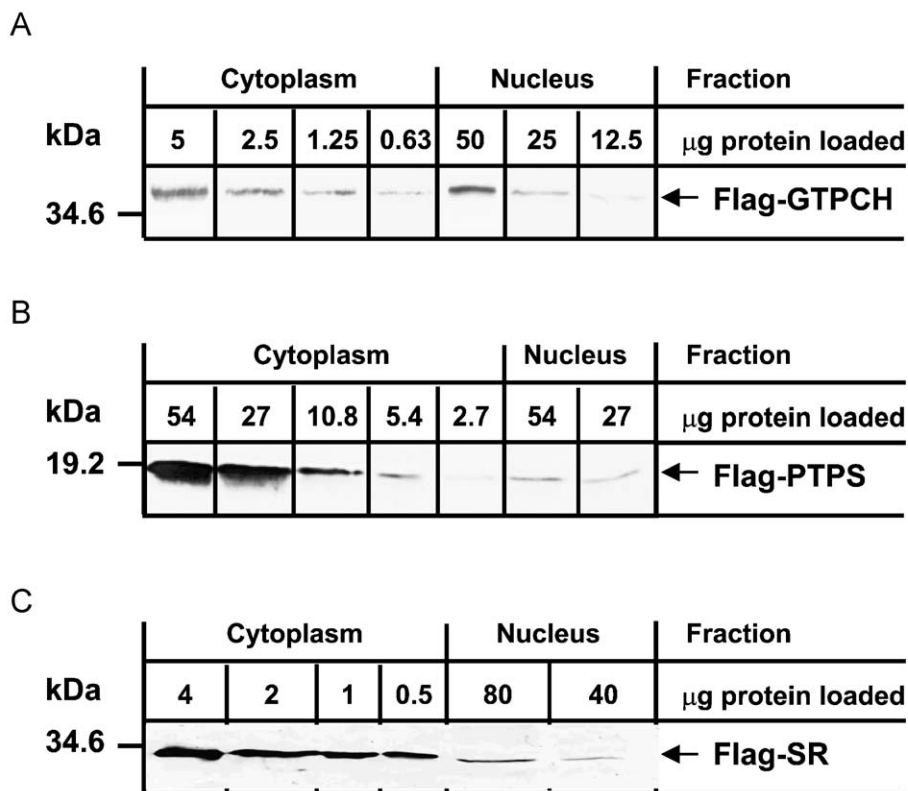 A
Cytoplasm Nucleus Fraction
kDa 5 2.5 1.25 0.63 50 25 12.5 μg protein loaded
34.6 Flag-GTPCH
B
Cytoplasm Nucleus Fraction
kDa 54 27 10.8 5.4 2.7 54 27 μg protein loaded
19.2 Flag-PTPS
C
Cytoplasm Nucleus Fraction
kDa 4 2 1 0.5 80 40 μg protein loaded
34.6 Flag-SR